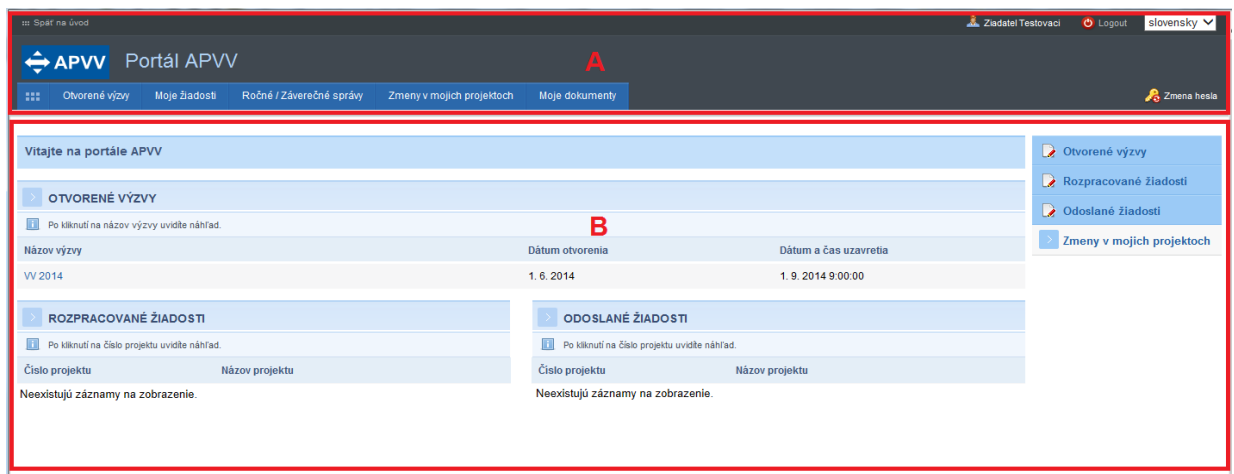 Späť na úvod Ziadatel Testovaci Logout slovensky
APVV Portál APVV A
Otvorené výzvy Moje žiadosti Ročné / Záverečné správy Zmeny v mojich projektoch Moje dokumenty Zmena hesla
Vitajte na portále APVV Otvorené výzvy
Rozpracované žiadosti
OTVORENÉ VÝZVY
Odoslané žiadosti
Po kliknutí na názov výzvy uvidíte náhľad. B
Zmeny v mojich projektoch
Názov výzvy Dátum otvorenia Dátum a čas uzavretia
VV 2014 1. 6. 2014 1. 9. 2014 9:00:00
ROZPRACOVANÉ ŽIADOSTI ODOSLANÉ ŽIADOSTI
Po kliknutí na číslo projektu uvidíte náhľad. Po kliknutí na číslo projektu uvidíte náhľad.
Číslo projektu Názov projektu Číslo projektu Názov projektu
Neexistujú záznamy na zobrazenie. Neexistujú záznamy na zobrazenie.